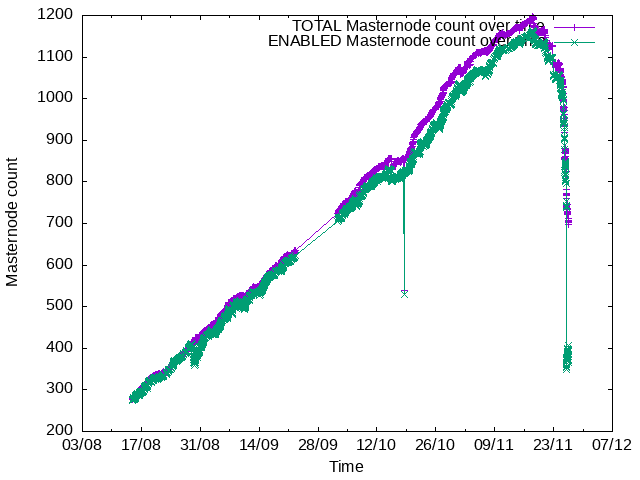 1200
1100
1000
900
800
700
600
500
400
300
200
03/08 17/08 31/08 14/09 28/09 12/10 26/10 09/11 23/11 07/12
Time
Masternode count
TOTAL Masternode count over time
ENABLED Masternode count over time